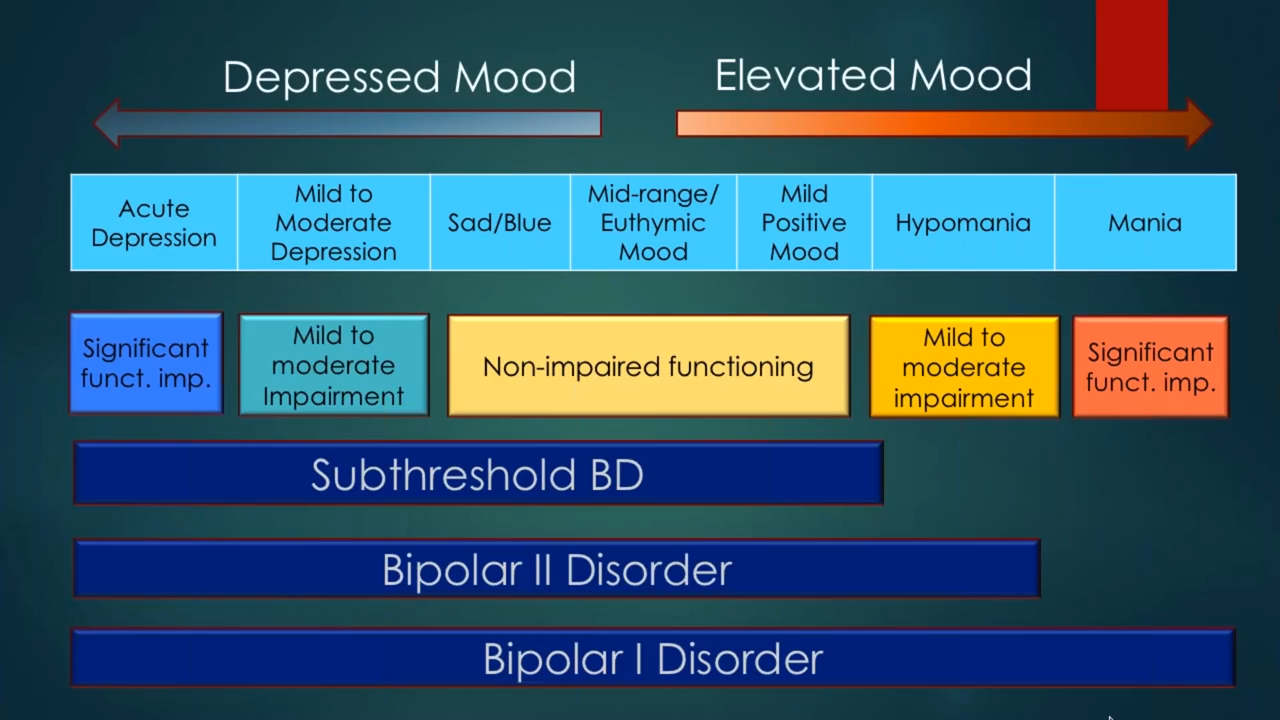 Depressed Mood
Elevated Mood
Acute
Depression
Mild to
Moderate
Depression
Sad/Blue
Mid-range/
Euthymic
Mood
Mild
Positive
Mood
Hypomania
Mania
Significant
funct. imp.
Mild to
moderate
Impairment
Non-impaired functioning
Mild to
moderate
impairment
Significant
funct. imp.
Subthreshold BD
Bipolar II Disorder
Bipolar I Disorder